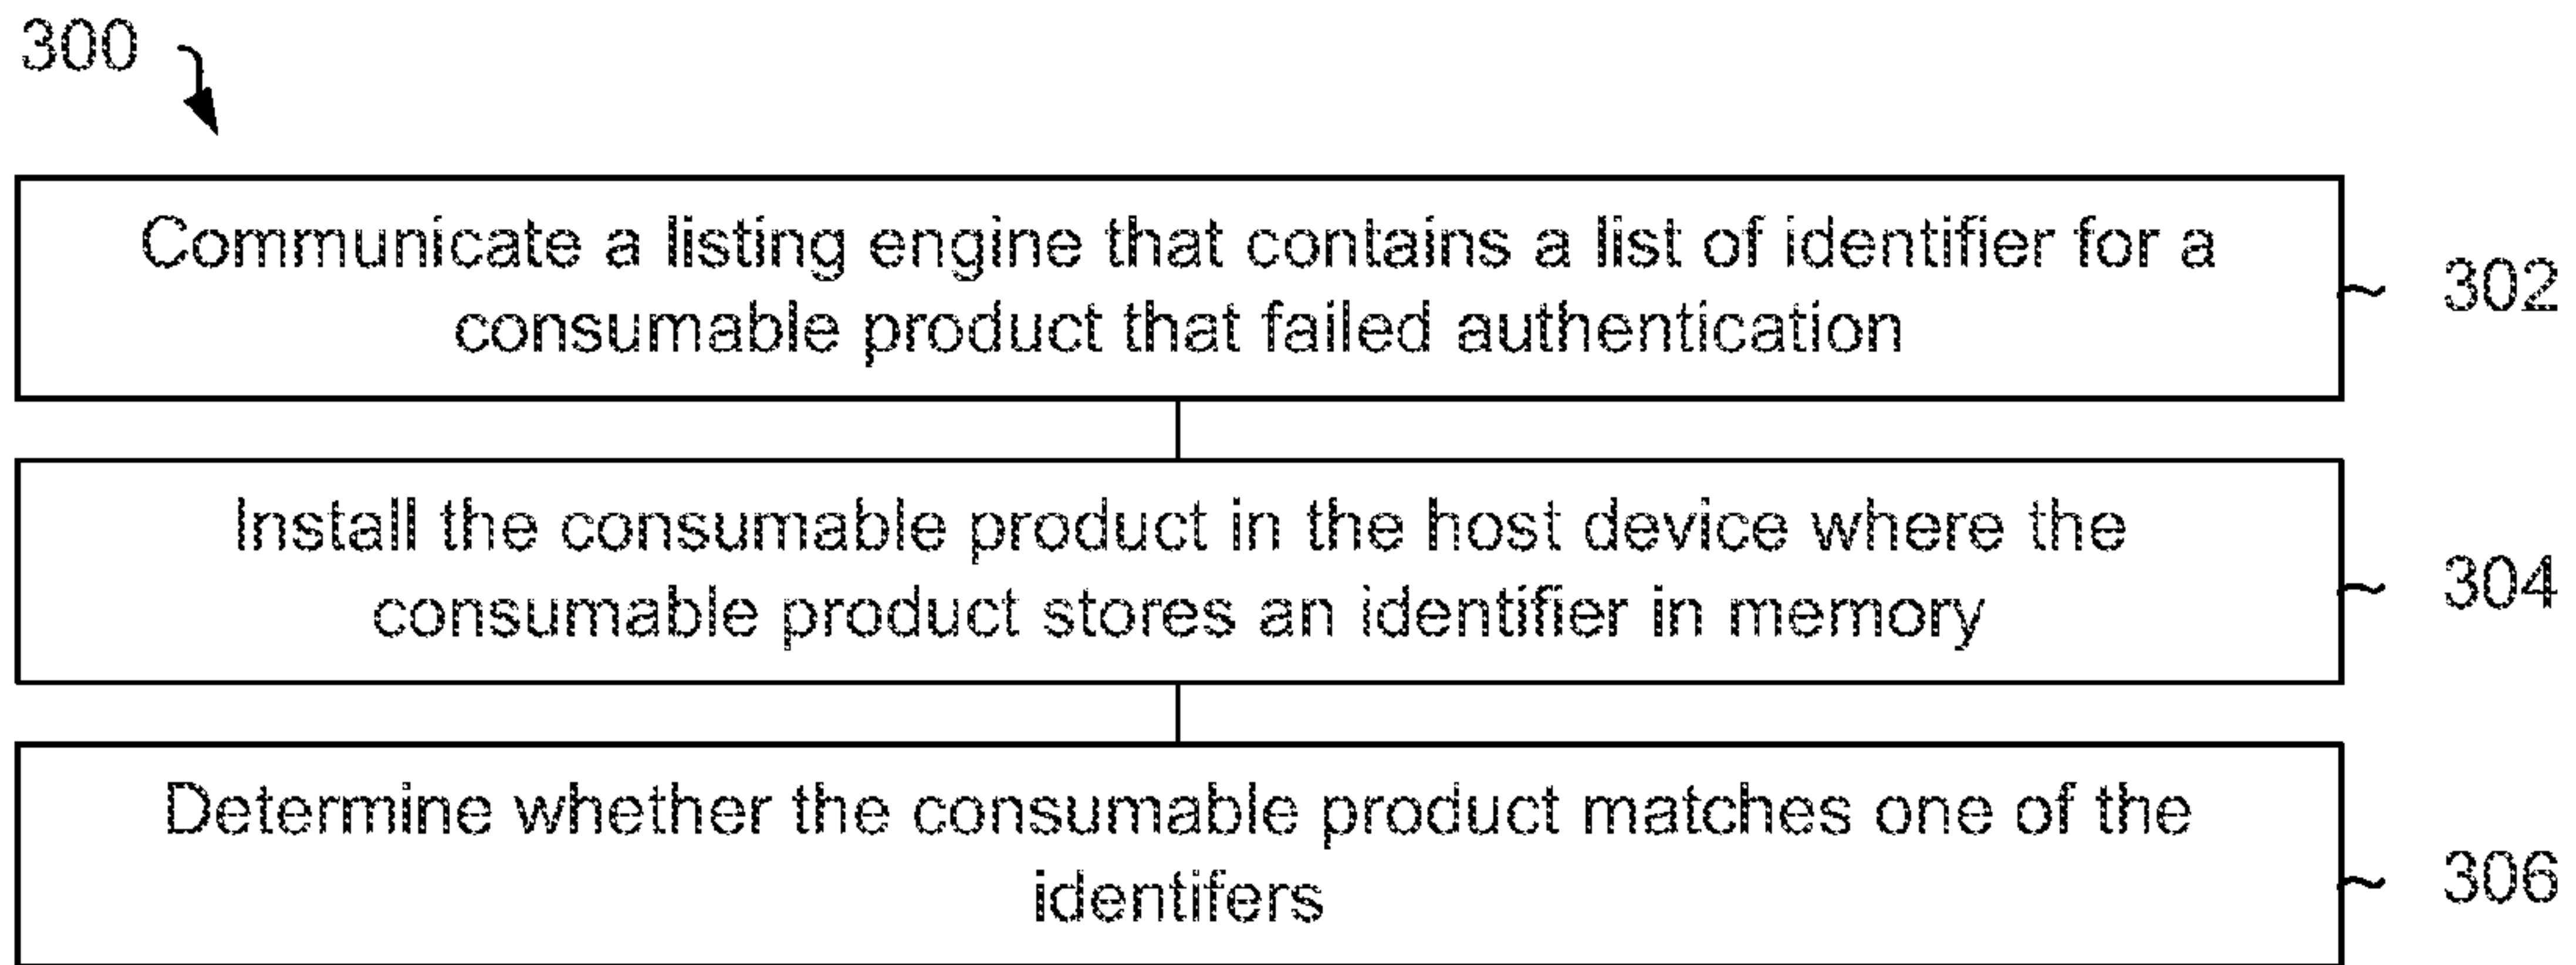 300
Communicate a listing engine that contains a list of identifier for a
consumable product that failed authentication
302
Install the consumable product in the host device where the
consumable product stores an identifier in memory
304
Determine whether the consumable product matches one of the
identifers
306